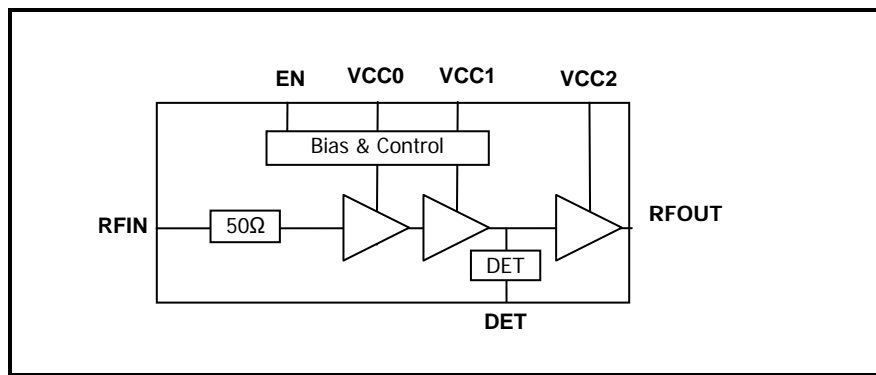 EN VCC0 VCC1 VCC2
Bias & Control
RFIN 50Ω RFOUT
DET
DET